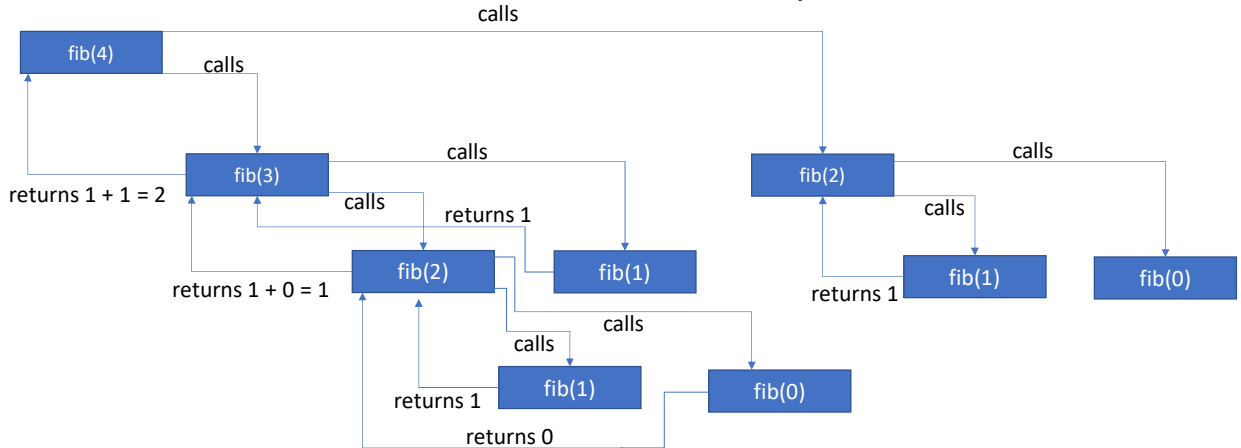 calls
fib(4)
calls
calls
calls
fib(3)
fib(2)
returns 1 + 1 = 2
calls
returns 1
calls
fib(2)
fib(1)
fib(1)
fib(0)
returns 1 + 0 = 1
returns 1
calls
calls
fib(1)
fib(0)
returns 1
returns 0